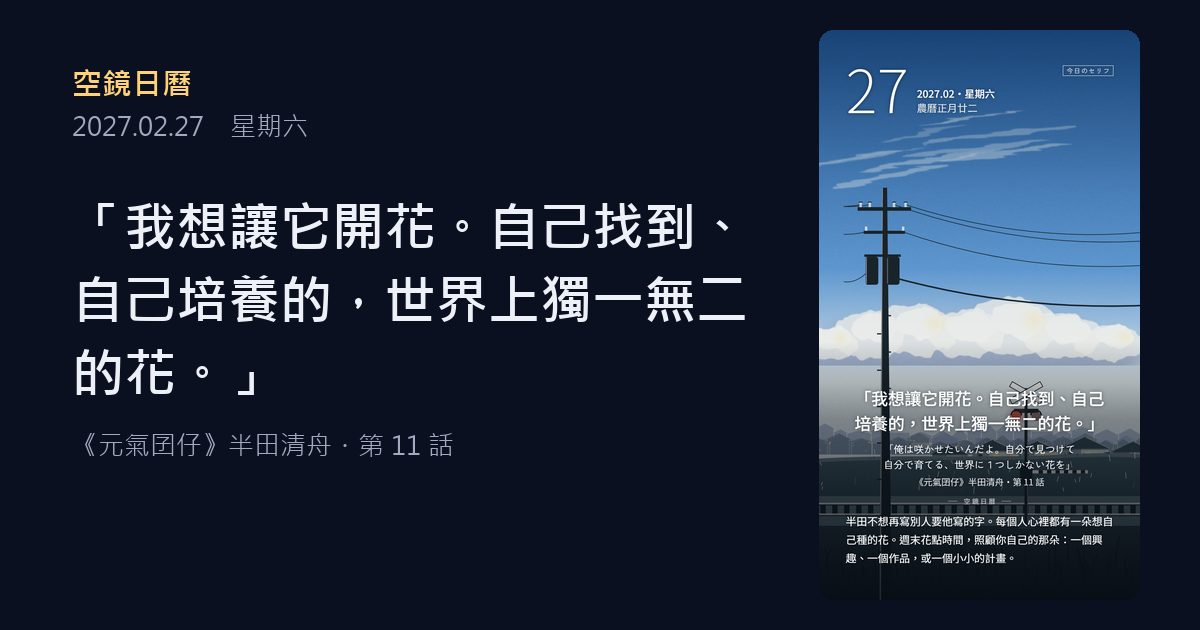 空鏡日曆
2027.02.27　星期六
「我想讓它開花。自己找到、
自己培養的，世界上獨一無二
的花。」
《元氣囝仔》半田清舟・第 11 話
27
2027.02・星期六
農曆正月廿二
今日のセリフ
「我想讓它開花。自己找到、自己
培養的，世界上獨一無二的花。」
「俺は咲かせたいんだよ。自分で見つけて
自分で育てる、世界に１つしかない花を」
《元氣囝仔》半田清舟・第 11 話
空鏡日曆
半田不想再寫別人要他寫的字。每個人心裡都有一朵想自
己種的花。週末花點時間，照顧你自己的那朵：一個興
趣、一個作品，或一個小小的計畫。